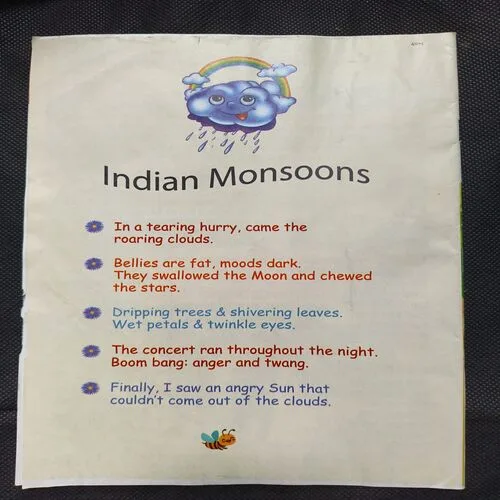 Indian Monsoons
In a tearing hurry, came the
roaring clouds.
Bellies are fat, moods dark.
They swallowed the Moon and chewed
the stars.
Dripping trees & shivering leaves.
Wet petals & twinkle eyes.
The concert ran throughout the night.
Boom bang: anger and twang.
Finally, I saw an angry Sun that
couldn't come out of the clouds.